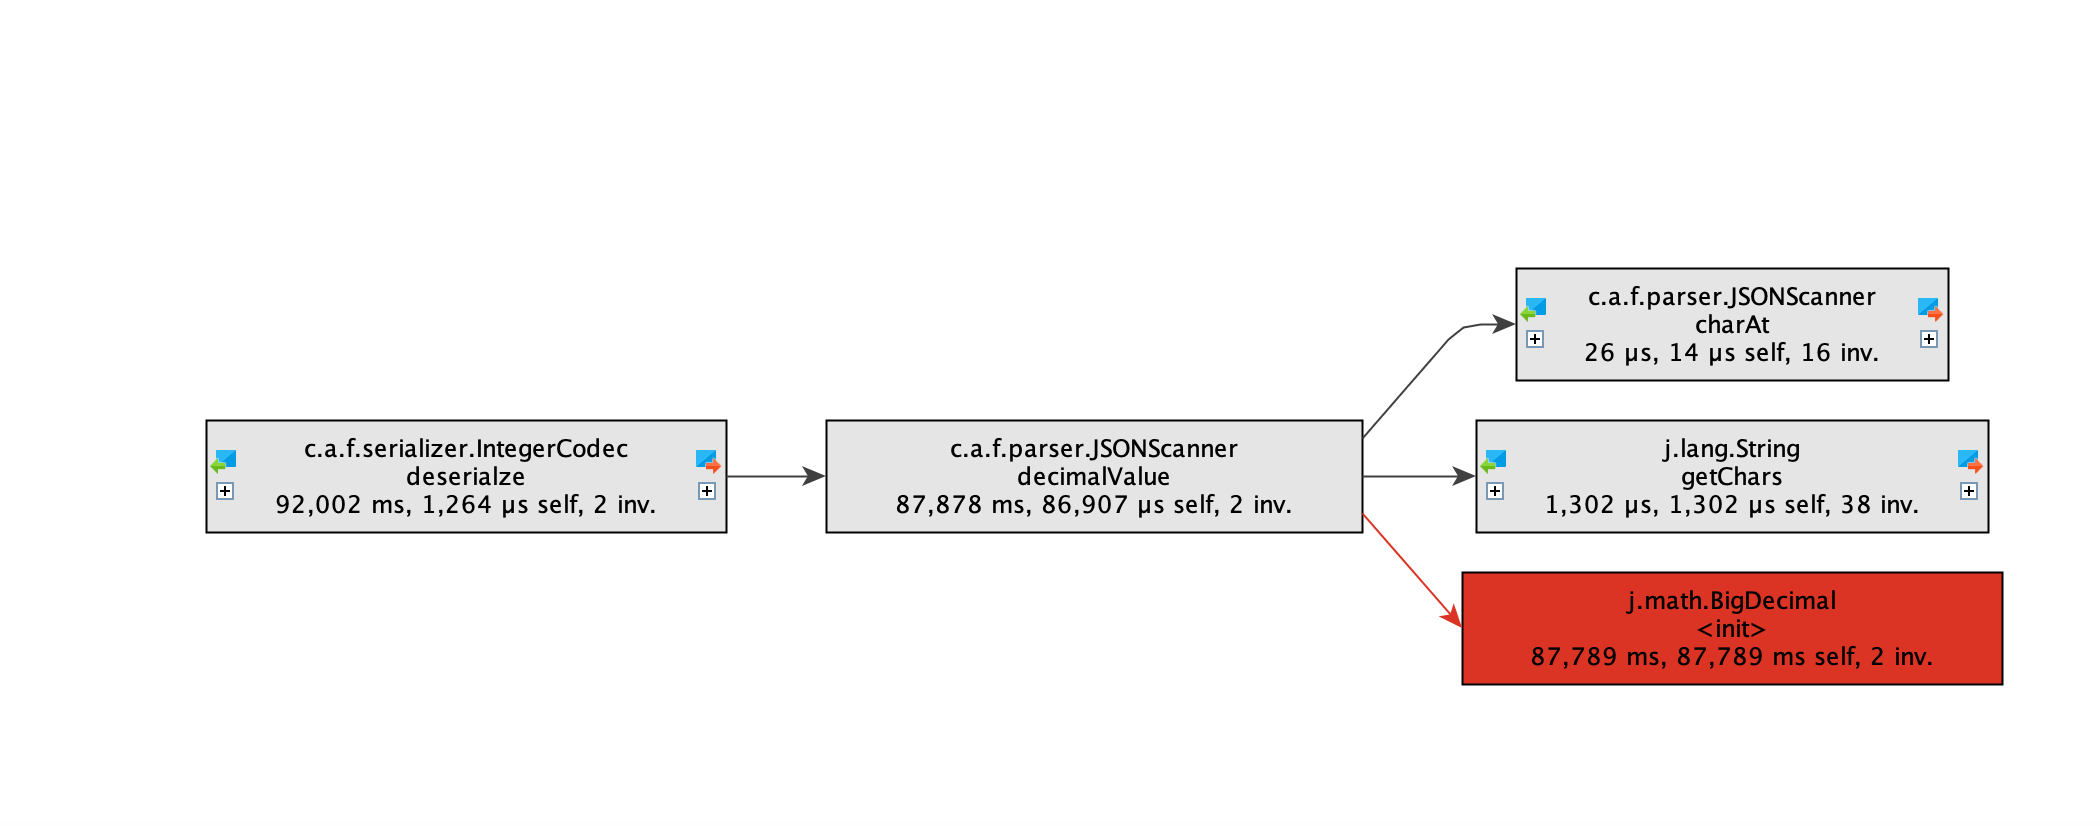 c.a.f.serializer.IntegerCodec
deserialze
92,002 ms, 1,264 µs self, 2 inv.
c.a.f.parser.JSONScanner
decimalValue
87,878 ms, 86,907 µs self, 2 inv.
c.a.f.parser.JSONScanner
charAt
26 µs, 14 µs self, 16 inv.
j.lang.String
getChars
1,302 µs, 1,302 µs self, 38 inv.
j.math.BigDecimal
<init>
87,789 ms, 87,789 ms self, 2 inv.